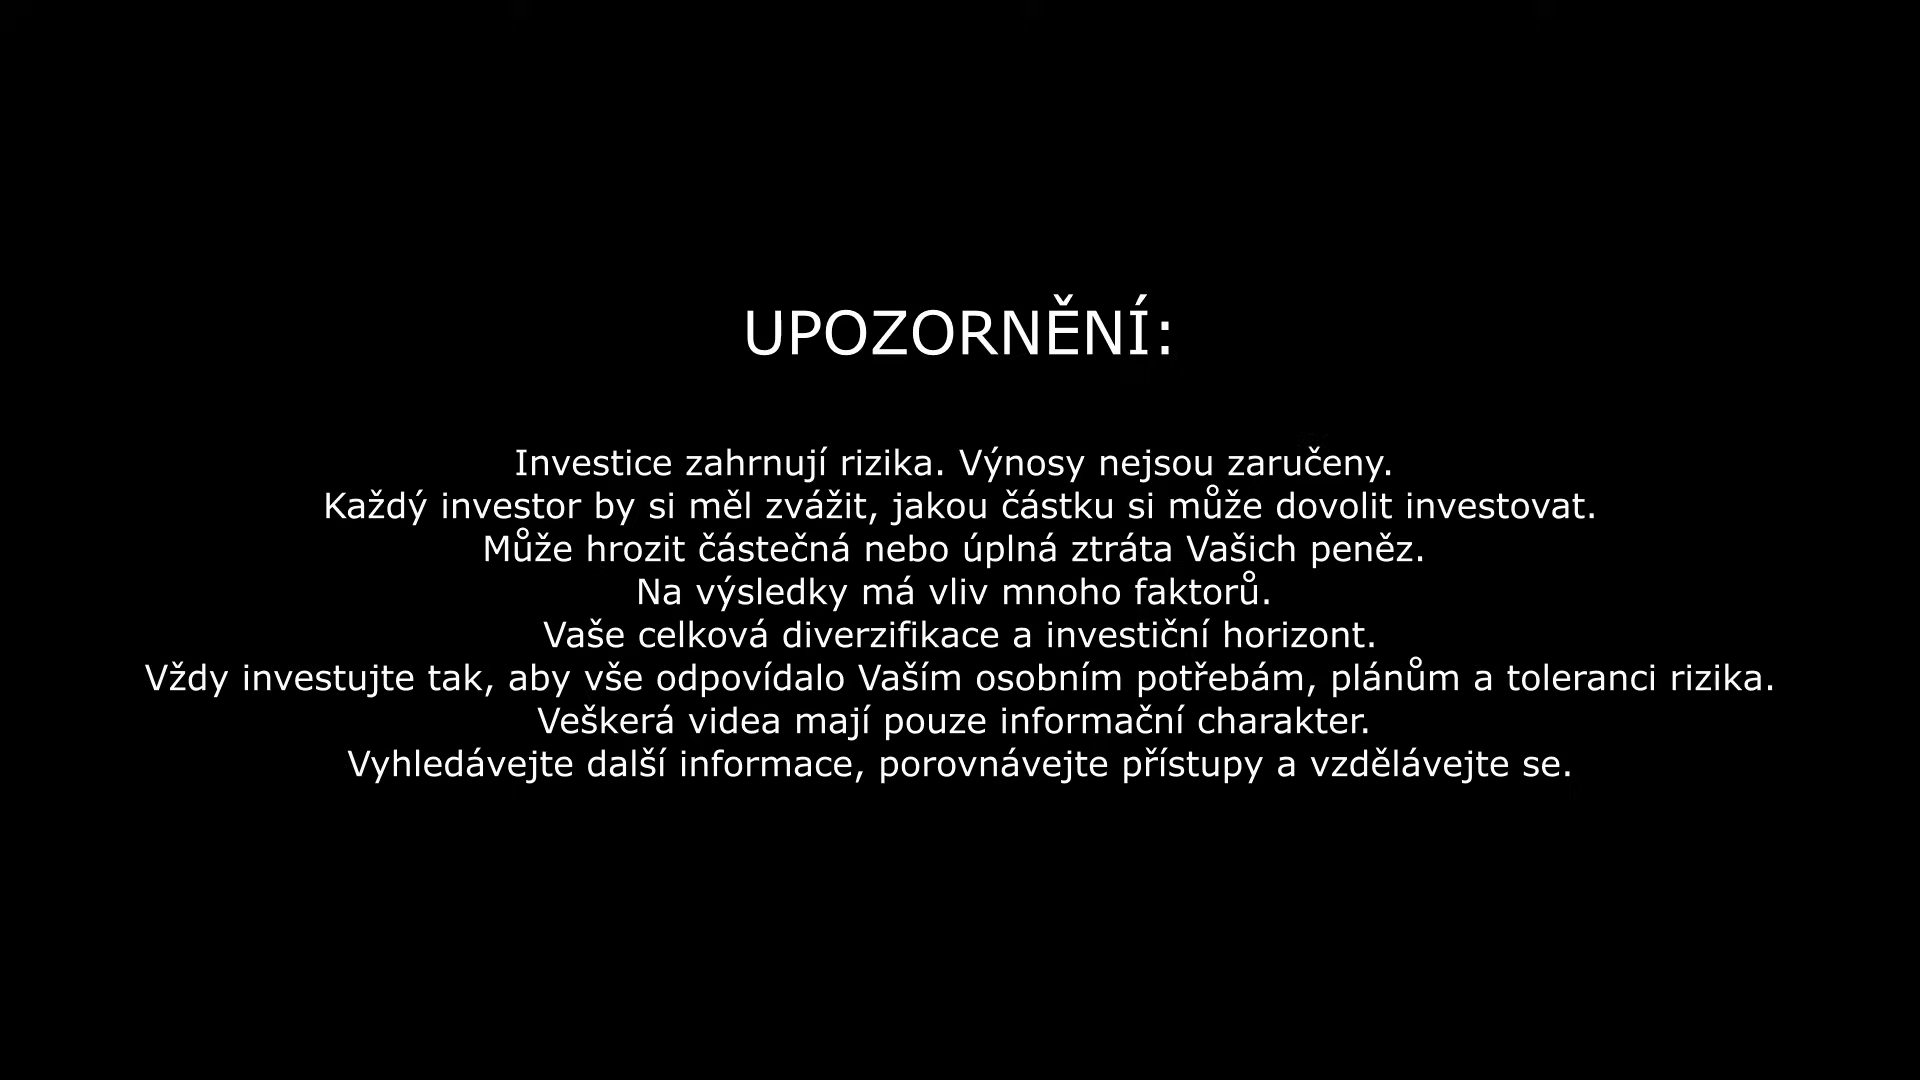 UPOZORNĚNÍ:
Investice zahrnují rizika. Výnosy nejsou zaručeny.
Každý investor by si měl zvážit, jakou částku si může dovolit investovat.
Může hrozit částečná nebo úplná ztráta Vašich peněz.
Na výsledky má vliv mnoho faktorů.
Vaše celková diverzifikace a investiční horizont.
Vždy investujte tak, aby vše odpovídalo Vaším osobním potřebám, plánům a toleranci rizika.
Veškerá videa mají pouze informační charakter.
Vyhledávejte další informace, porovnávejte přístupy a vzdělávejte se.